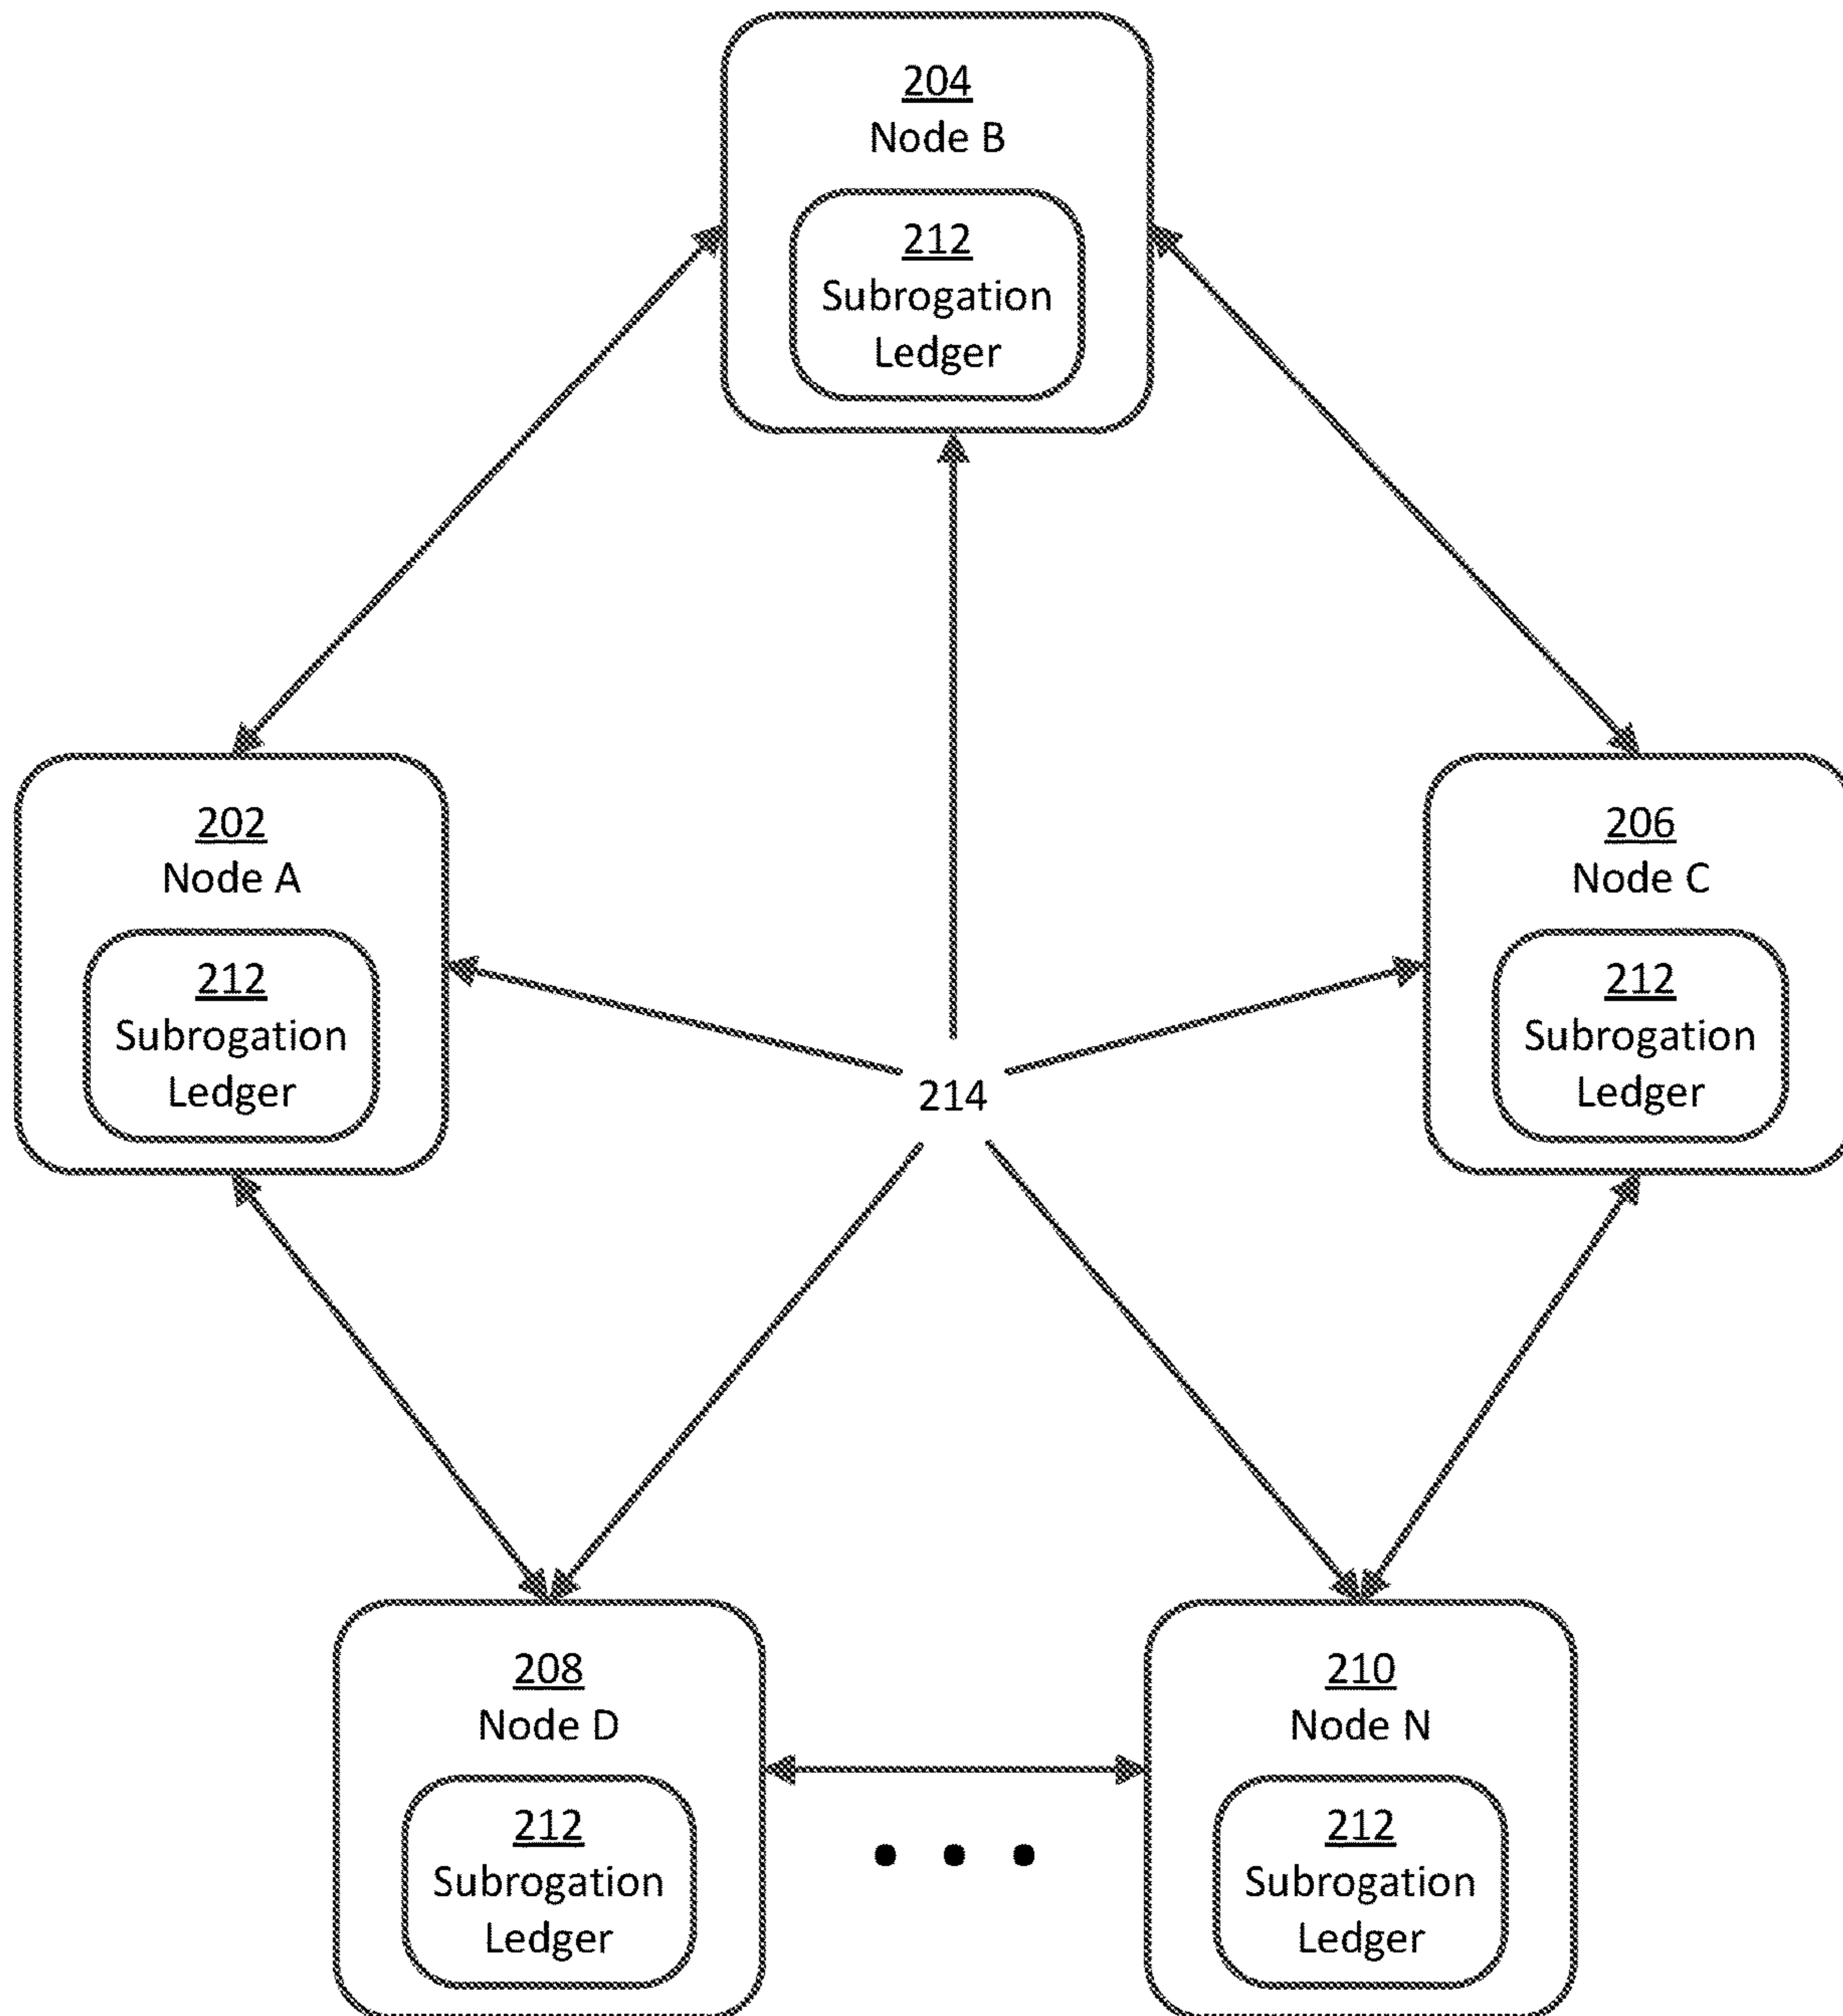 204
Node B
212
Subrogation
Ledger
202
Node A
212
Subrogation
Ledger
206
Node C
212
Subrogation
Ledger
214
208
Node D
212
Subrogation
Ledger
210
Node N
212
Subrogation
Ledger